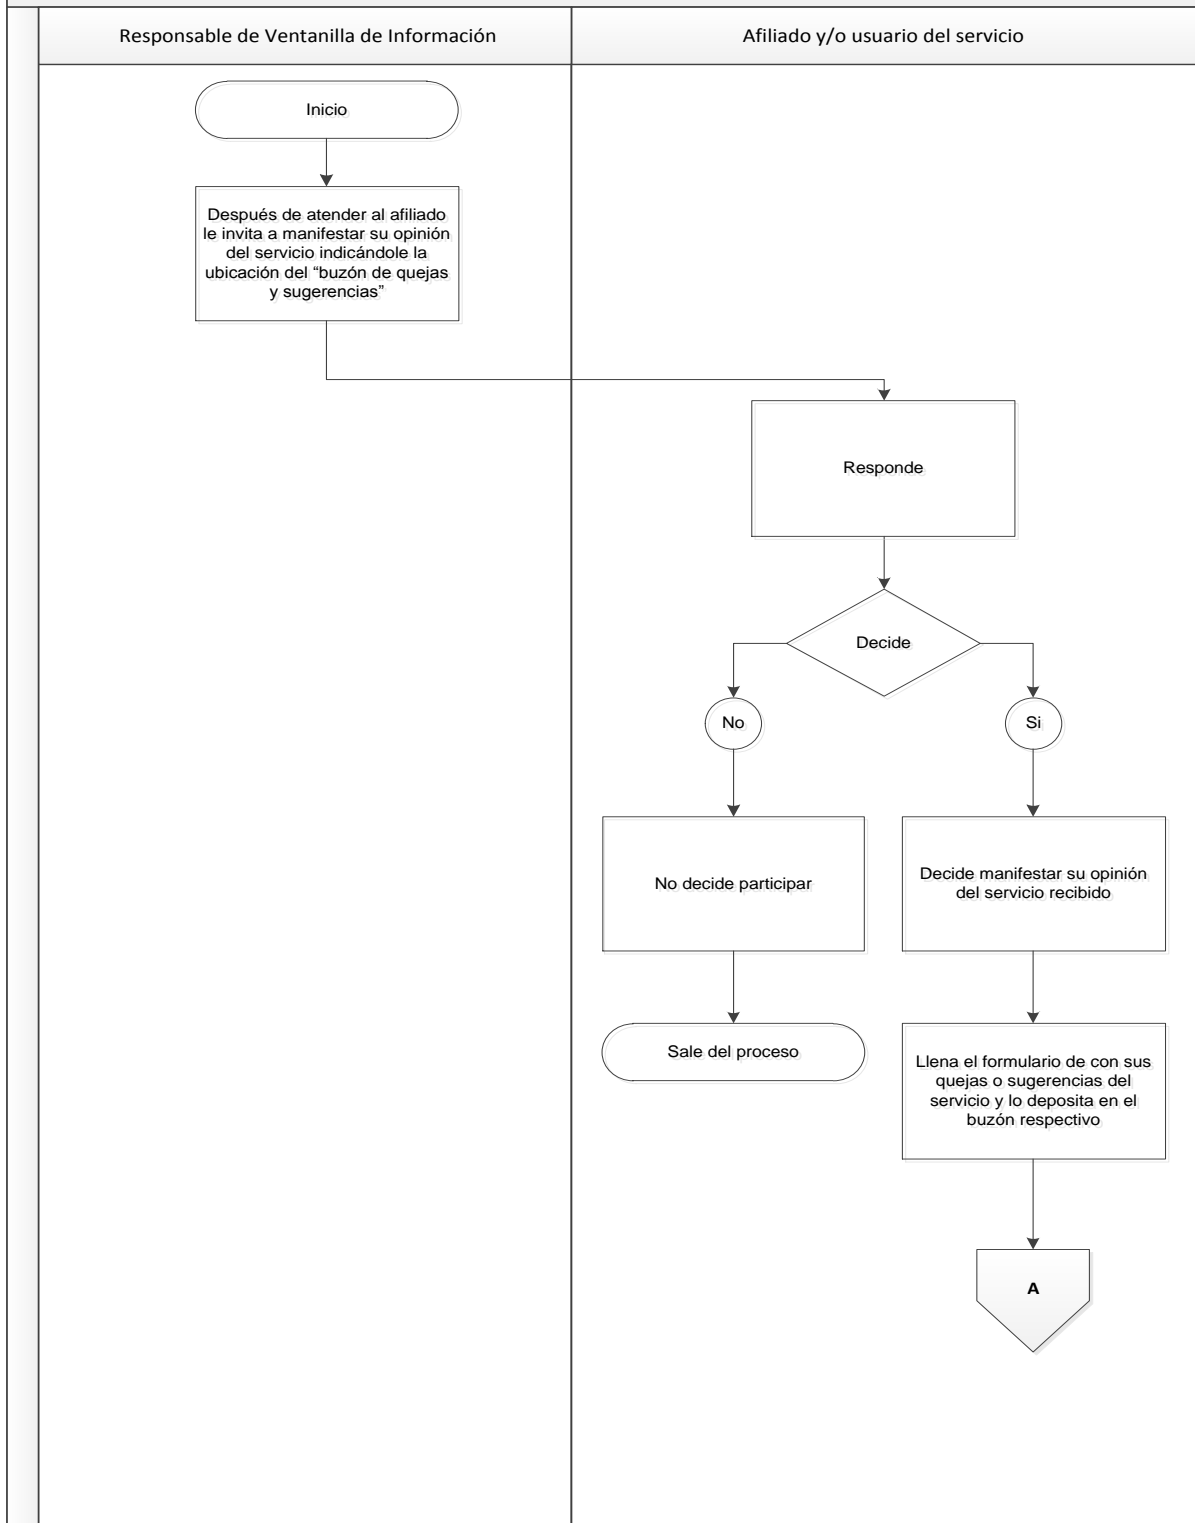 Responsable de Ventanilla de Información
Afiliado y/o usuario del servicio
Inicio
Después de atender al afiliado
le invita a manifestar su opinión
del servicio indicándole la
ubicación del “buzón de quejas
y sugerencias”
Responde
Decide
No
Si
No decide participar
Decide manifestar su opinión
del servicio recibido
Sale del proceso
Llena el formulario de con sus
quejas o sugerencias del
servicio y lo deposita en el
buzón respectivo
A